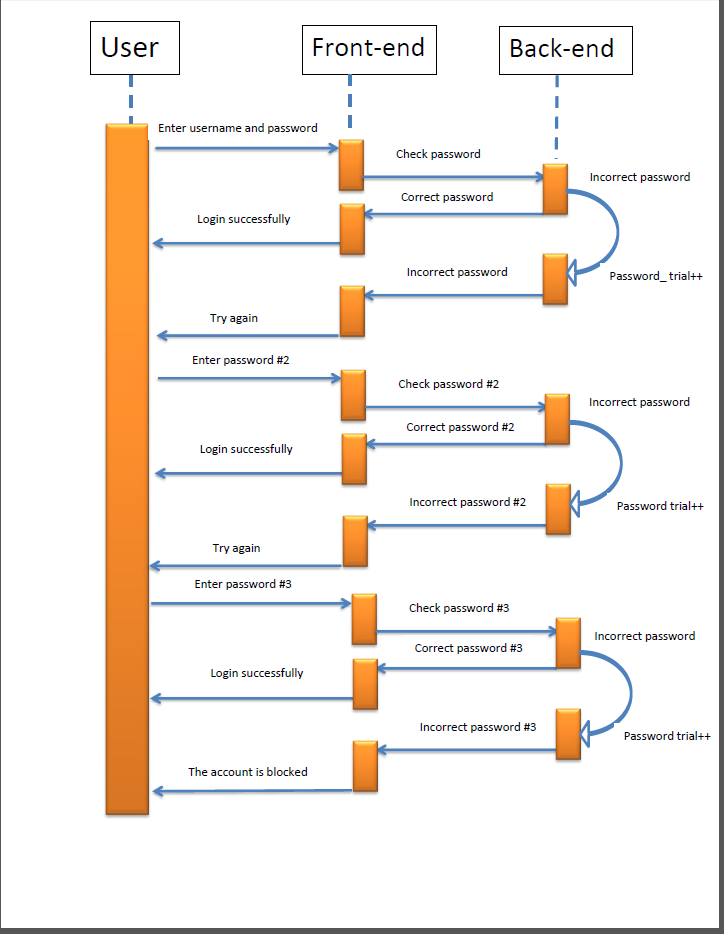 User
Front-end
Back-end
Enter username and password
Check password
Incorrect password
Correct password
Login successfully
Incorrect password
Password_ trial++
Try again
Enter password #2
Check password #2
Incorrect password
Correct password #2
Login successfully
Incorrect password #2
Password trial++
Try again
Enter password #3
Check password #3
Incorrect password
Correct password #3
Login successfully
Incorrect password #3
Password trial++
The account is blocked